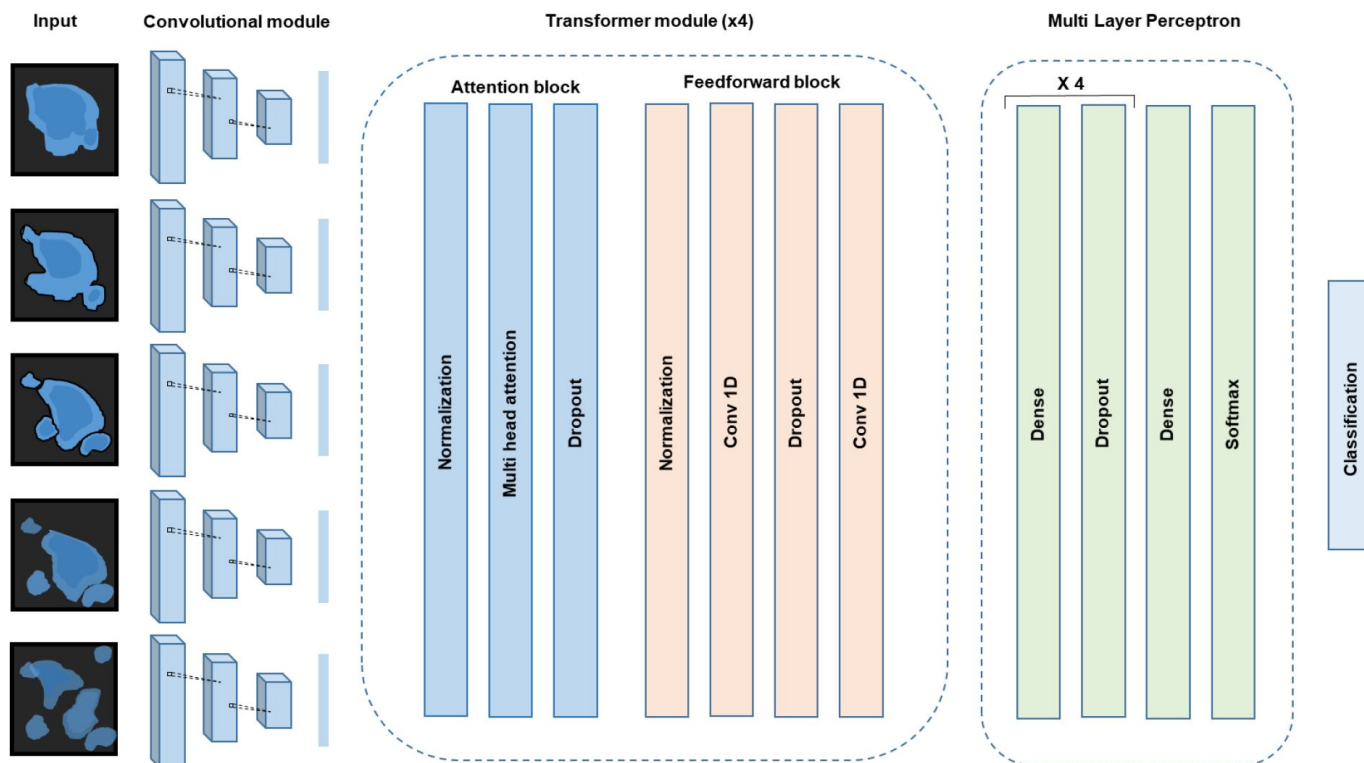 Input
Convolutional module
Transformer module (x4)
Multi Layer Perceptron
Attention block
Feedforward block
X 4
Normalization
Multi head attention
Dropout
Normalization
Conv 1D
Dropout
Conv 1D
Dense
Dropout
Dense
Softmax
Classification